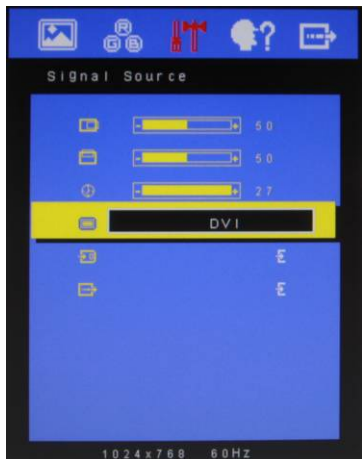 R
G B
?
Signal Source
- + 50
- + 50
- + 27
DVI
1024x768 60Hz